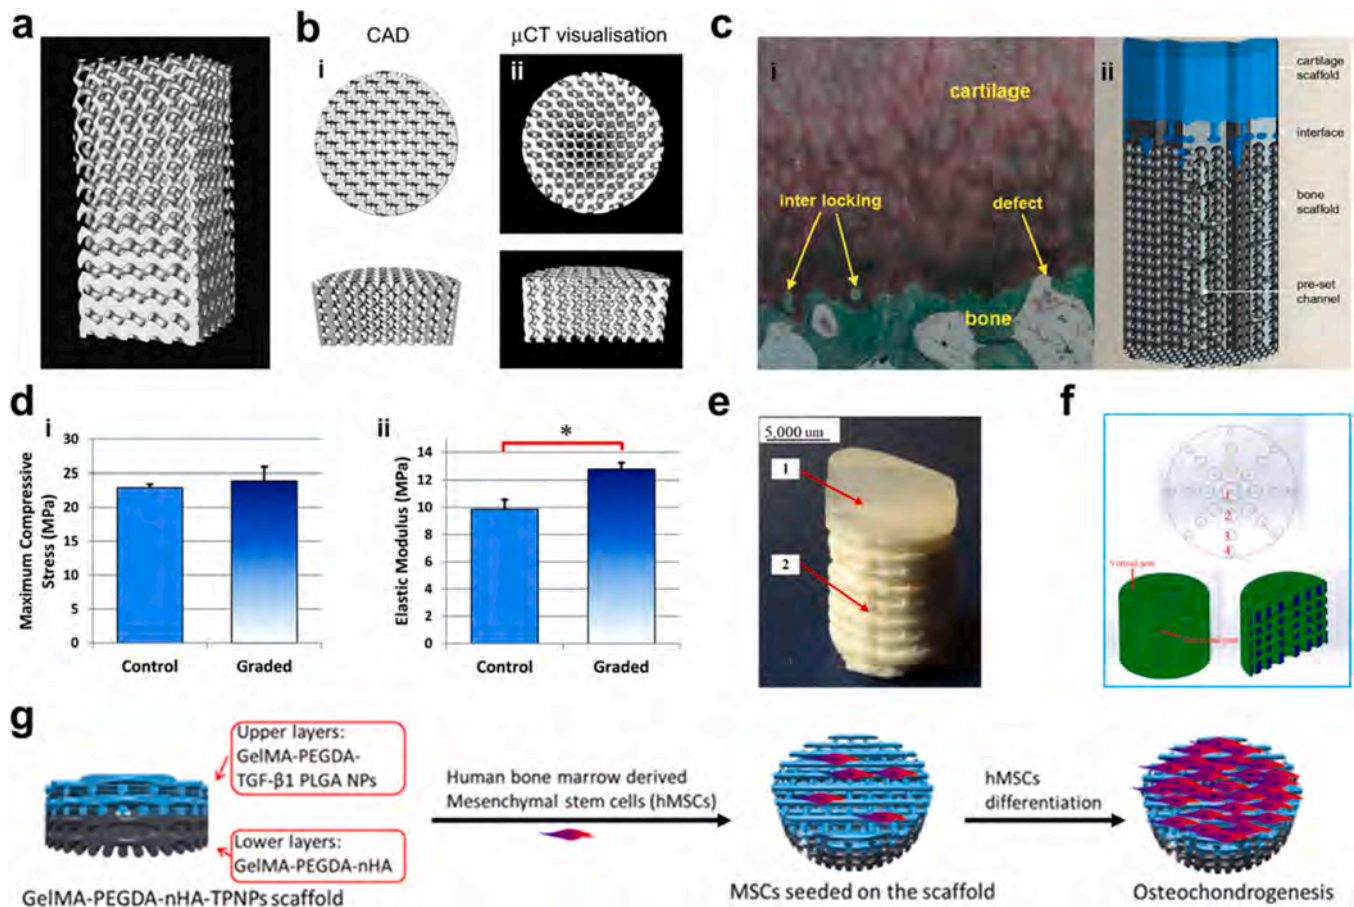 a
b
CAD
μCT visualisation
i
ii
c
i
cartilage
inter locking
defect
bone
ii
cartilage
scaffold
interface
bone
scaffold
pre-set
channel
d
i
Maximum Compressive
Stress (MPa)
30
25
20
15
10
5
0
Control
Graded
ii
Elastic Modulus (MPa)
14
12
10
8
6
4
2
0
*
Control
Graded
e
5,000 um
1
2
f
1
2
3
4
g
Upper layers:
GelMA-PEGDA-
TGF-β1 PLGA NPs
Lower layers:
GelMA-PEGDA-nHA
GelMA-PEGDA-nHA-TPNPs scaffold
Human bone marrow derived
Mesenchymal stem cells (hMSCs)
MSCs seeded on the scaffold
hMSCs
differentiation
Osteochondrogenesis